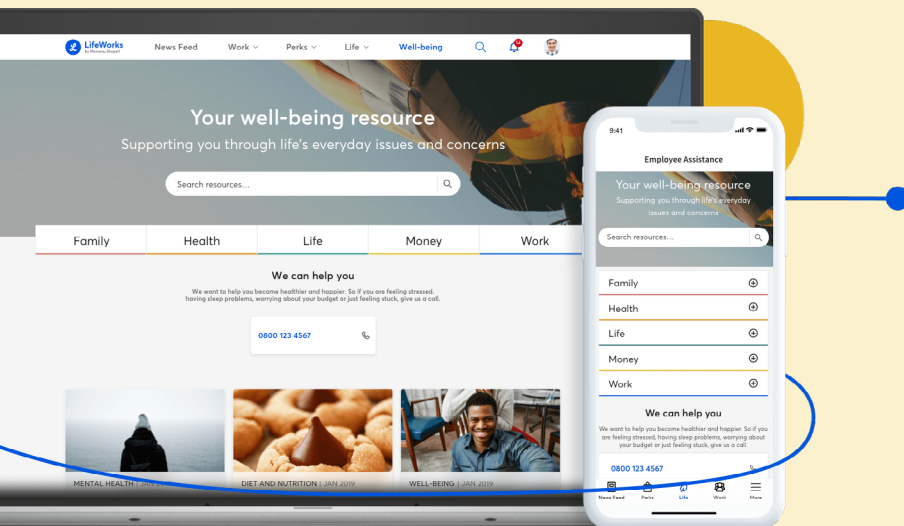 LifeWorks
by Morneau Shepell
News Feed
Work
Perks
Life
Well-being
Your well-being resource
Supporting you through life's everyday issues and concerns
Search resources...
Family
Health
Life
Money
Work
We can help you
We want to help you become healthier and happier. So if you are feeling stressed,
having sleep problems, worrying about your budget or just feeling stuck, give us a call.
0800 123 4567
MENTAL HEALTH | JAN 2019
DIET AND NUTRITION | JAN 2019
WELL-BEING | JAN 2019
9:41
Employee Assistance
Your well-being resource
Supporting you through life's everyday
issues and concerns
Search resources...
Family
Health
Life
Money
Work
We can help you
We want to help you become healthier and happier. So if you
are feeling stressed, having sleep problems, worrying about
your budget or just feeling stuck, give us a call.
0800 123 4567
News Feed
Perks
Life
Work
More